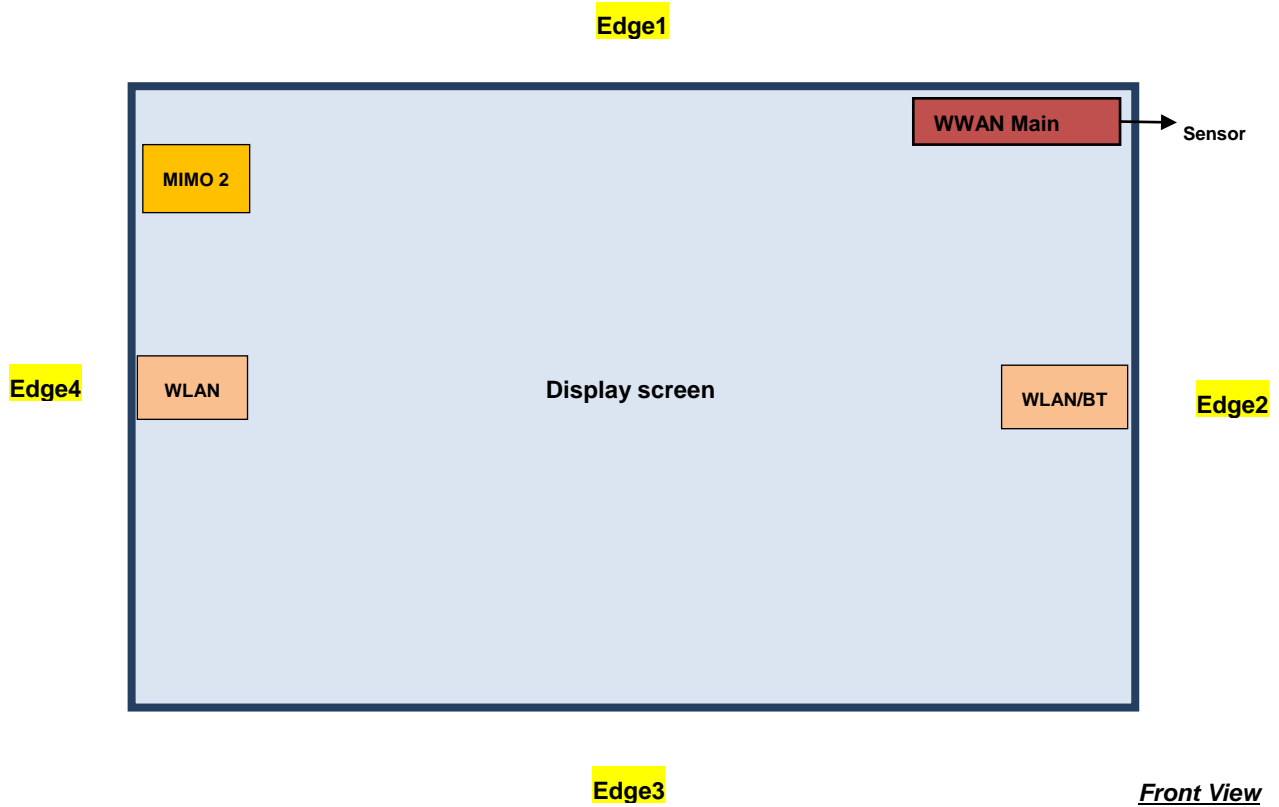 Edge1
WWAN Main
Sensor
MIMO 2
Edge4
WLAN
Display screen
WLAN/BT
Edge2
Edge3
Front View